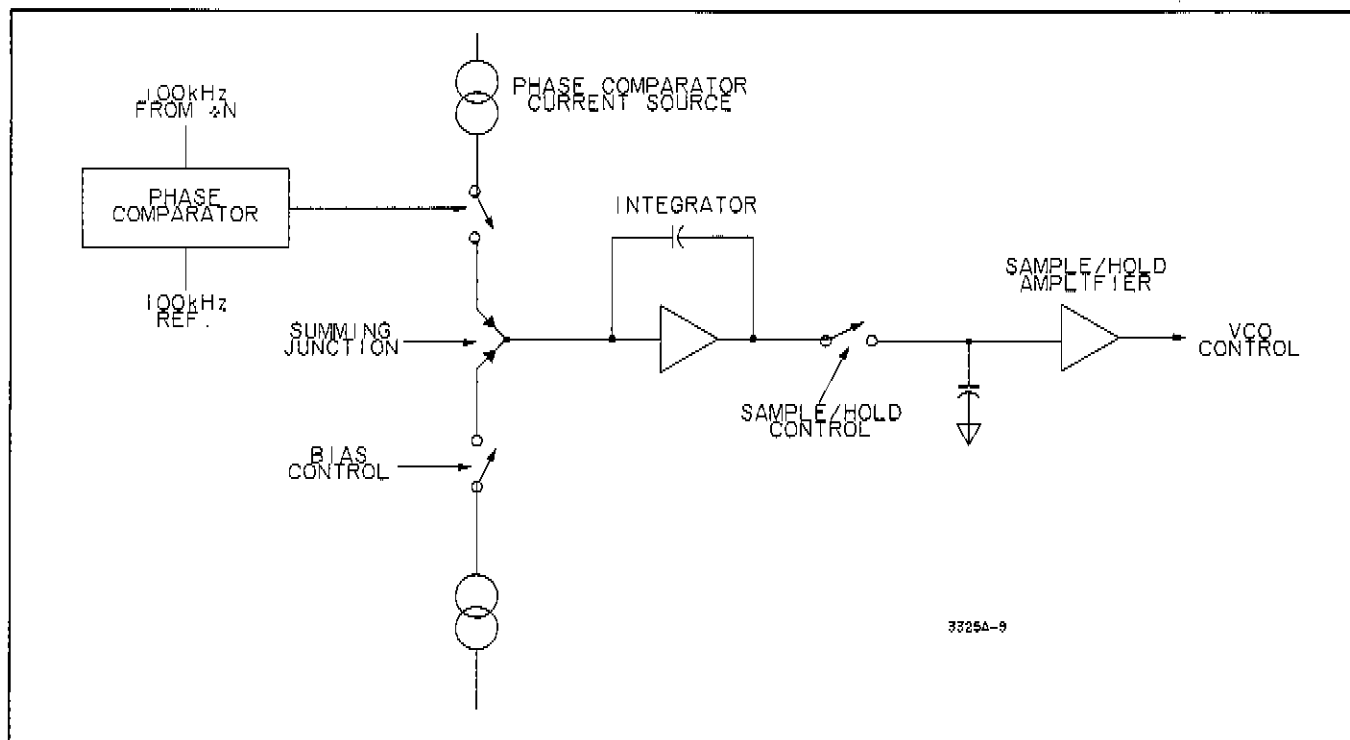 PHASE COMPARATOR
CURRENT SOURCE
100kHz
FROM ÷N
PHASE
COMPARATOR
100kHz
REF.
INTEGRATOR
SAMPLE/HOLD
AMPLIFIER
SUMMING
JUNCTION
VCO
CONTROL
SAMPLE/HOLD
CONTROL
BIAS
CONTROL
3325A-9